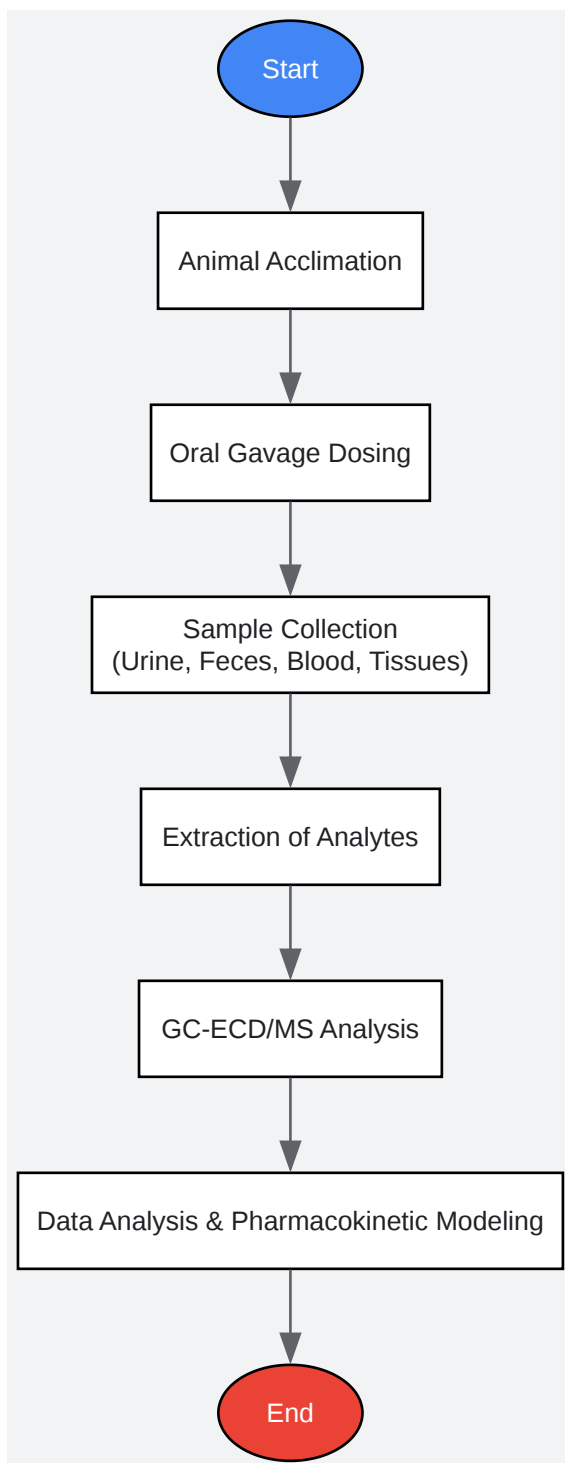 Start
Animal Acclimation
Oral Gavage Dosing
Sample Collection
(Urine, Feces, Blood, Tissues)
Extraction of Analytes
GC-ECD/MS Analysis
Data Analysis & Pharmacokinetic Modeling
End